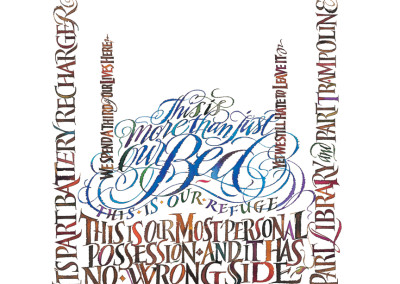 ITS PART BATTERY RECHARGER
WE SPEND A THIRD OF OUR LIVES HERE
This is
more than just
our Bed
THIS · IS · OUR · REFUGE
THIS IS OUR MOST PERSONAL
POSSESSION · AND IT HAS
NO · WRONG SIDE
YET WE STILL HATE TO LEAVE IT
PART LIBRARY and PART TRAMPOLINE